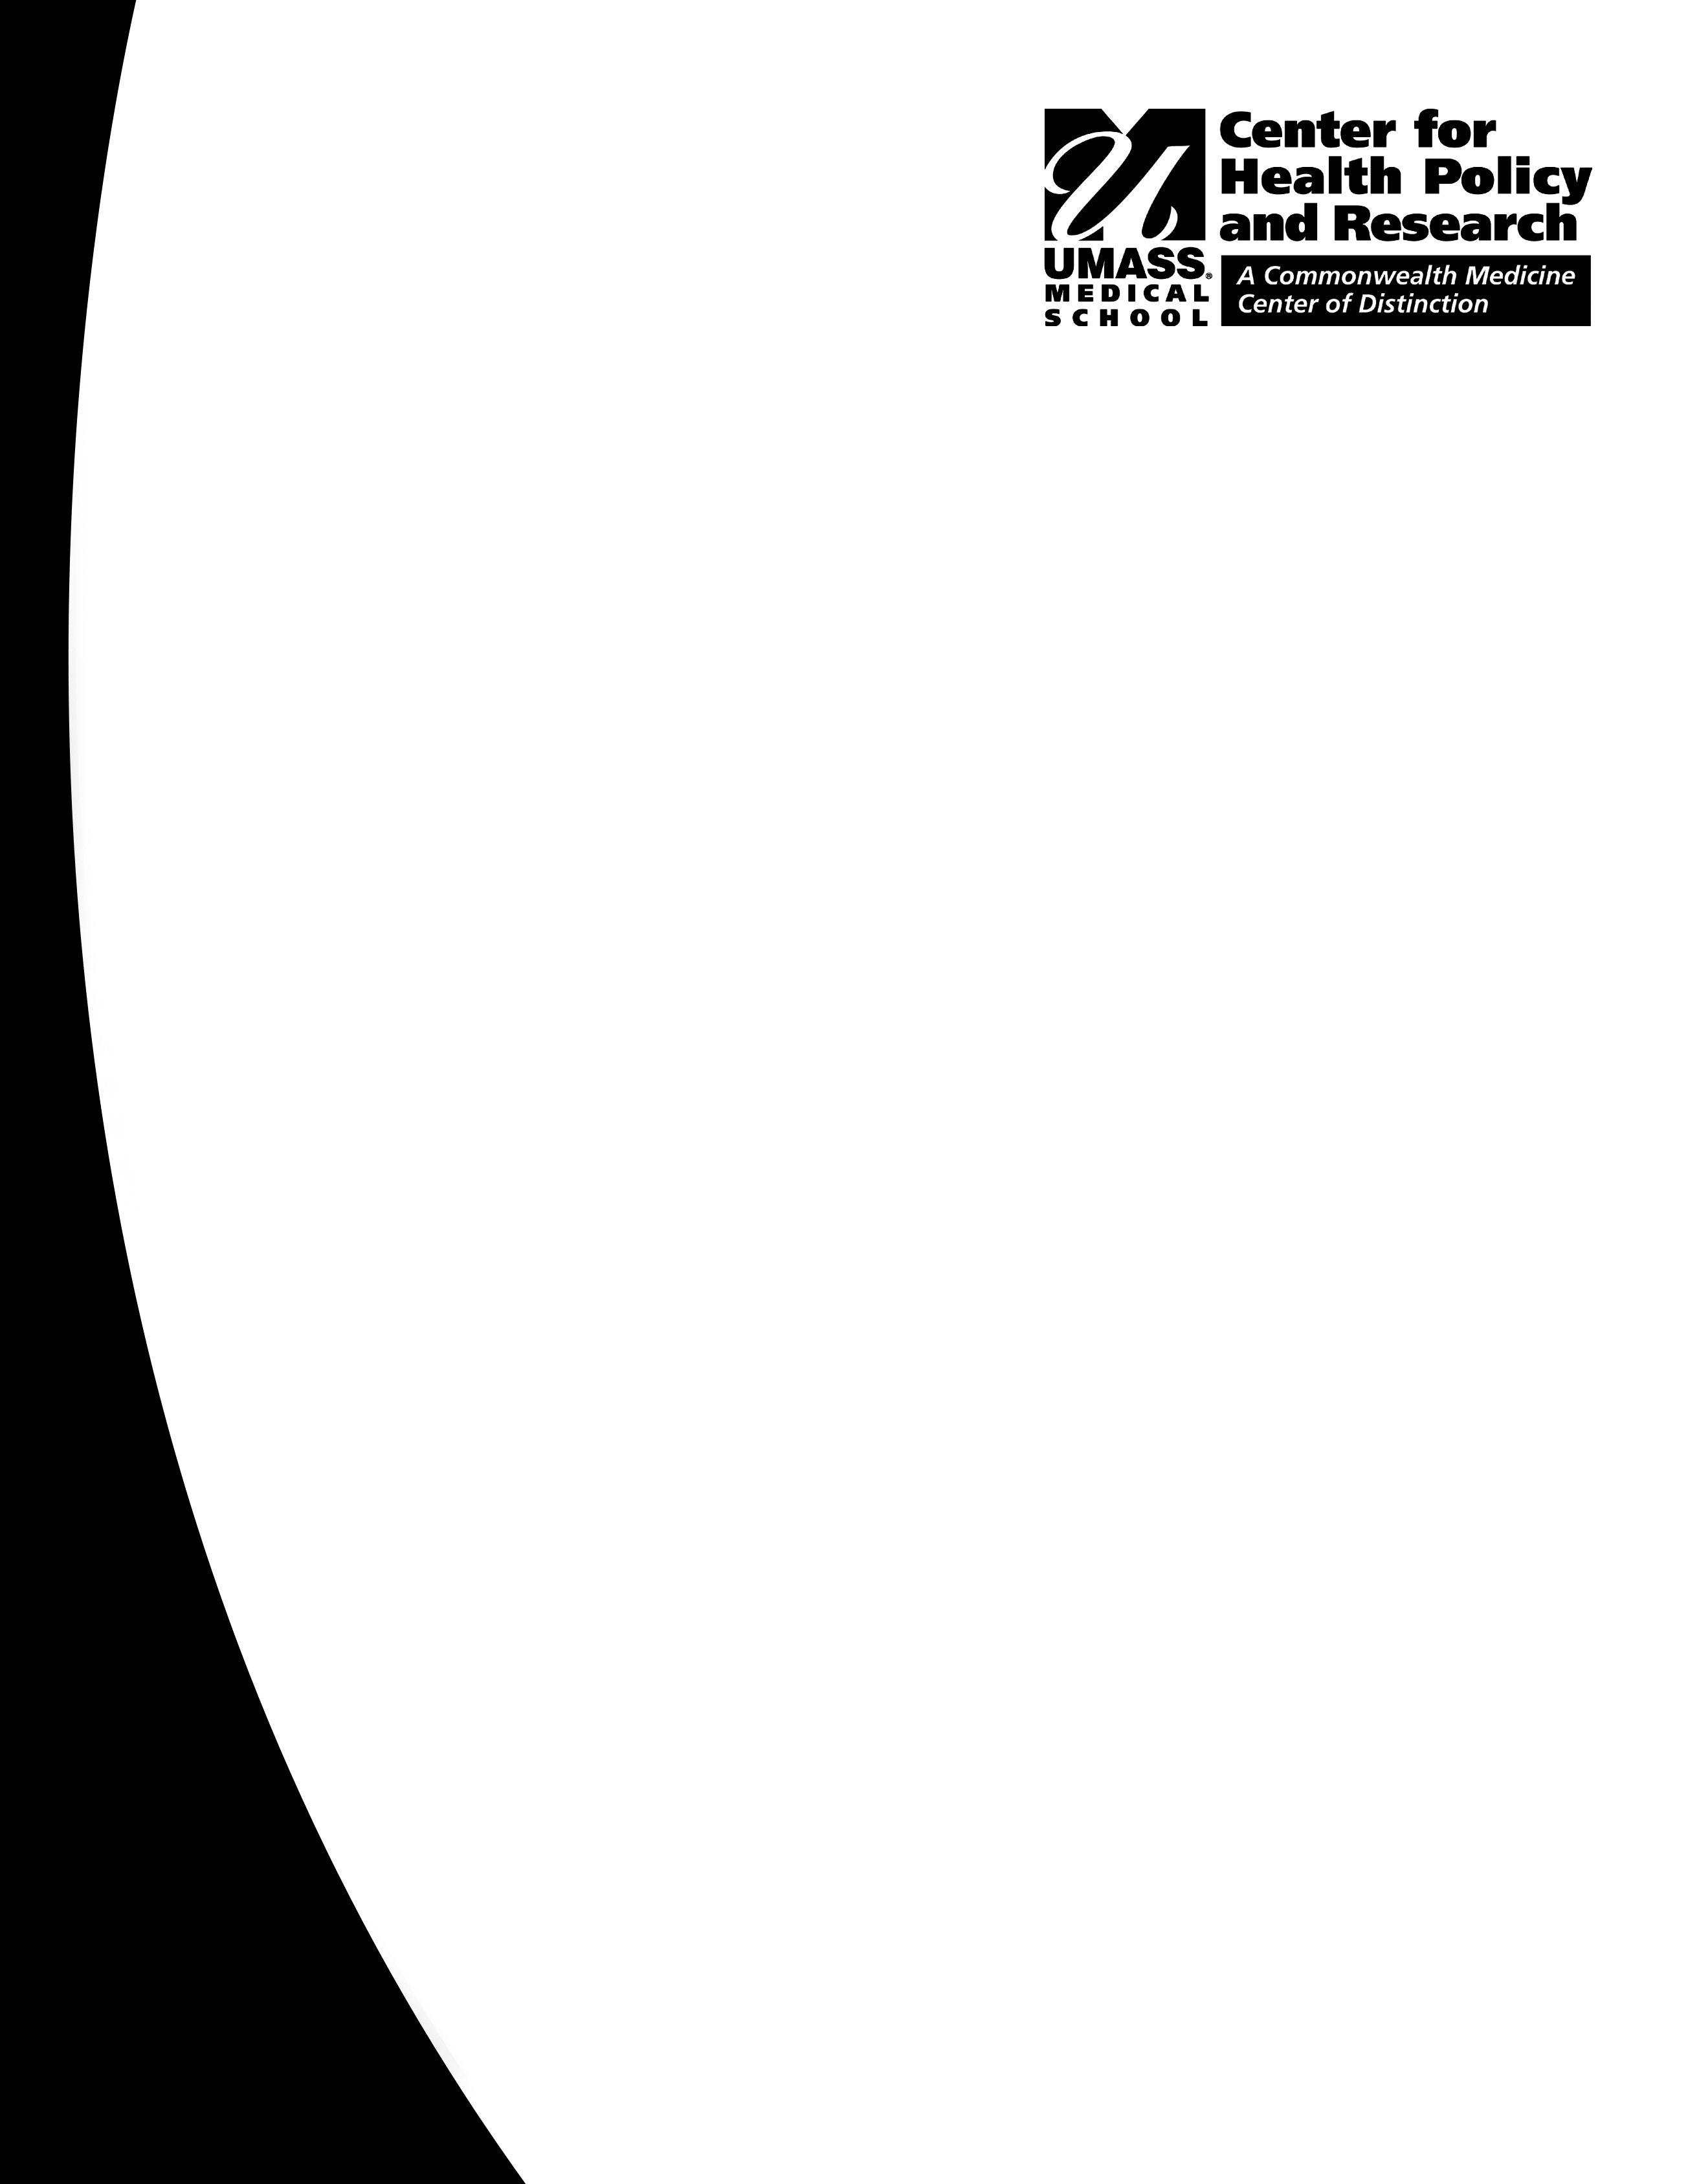 Center for
Health Policy
and Research
UMASS®
MEDICAL
SCHOOL
A Commonwealth Medicine
Center of Distinction